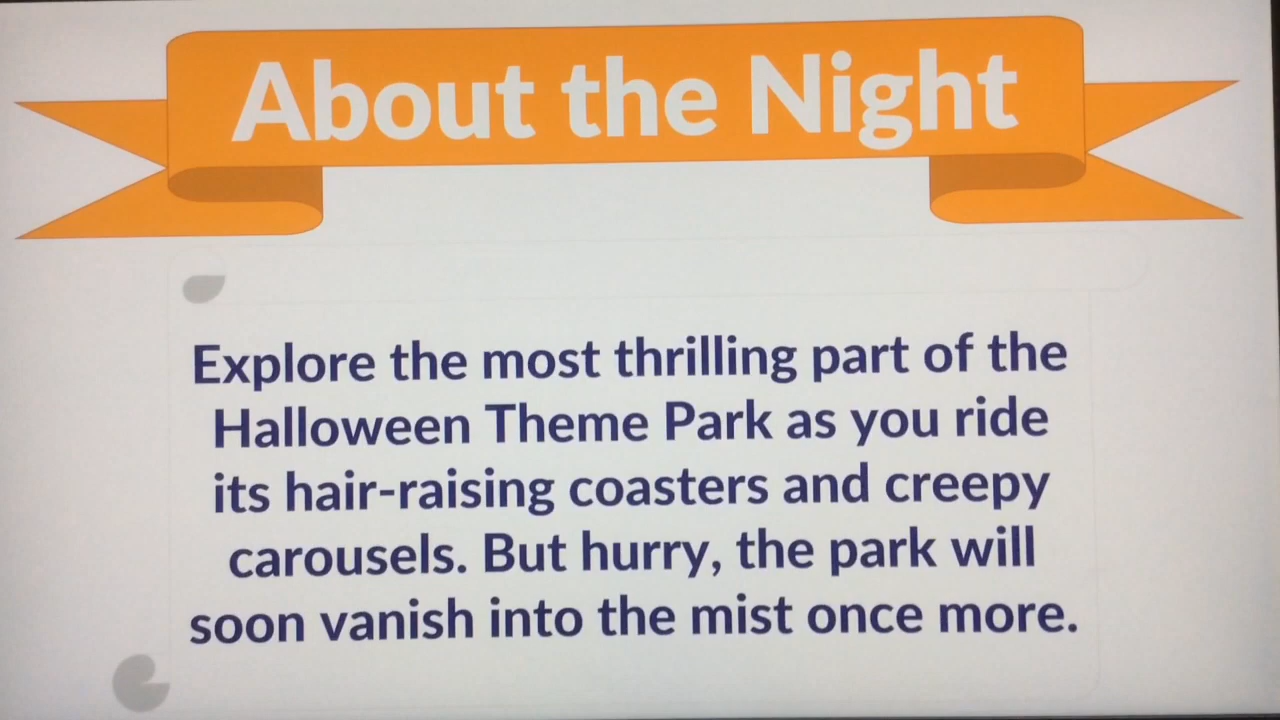 About the Night
Explore the most thrilling part of the
Halloween Theme Park as you ride
its hair-raising coasters and creepy
carousels. But hurry, the park will
soon vanish into the mist once more.